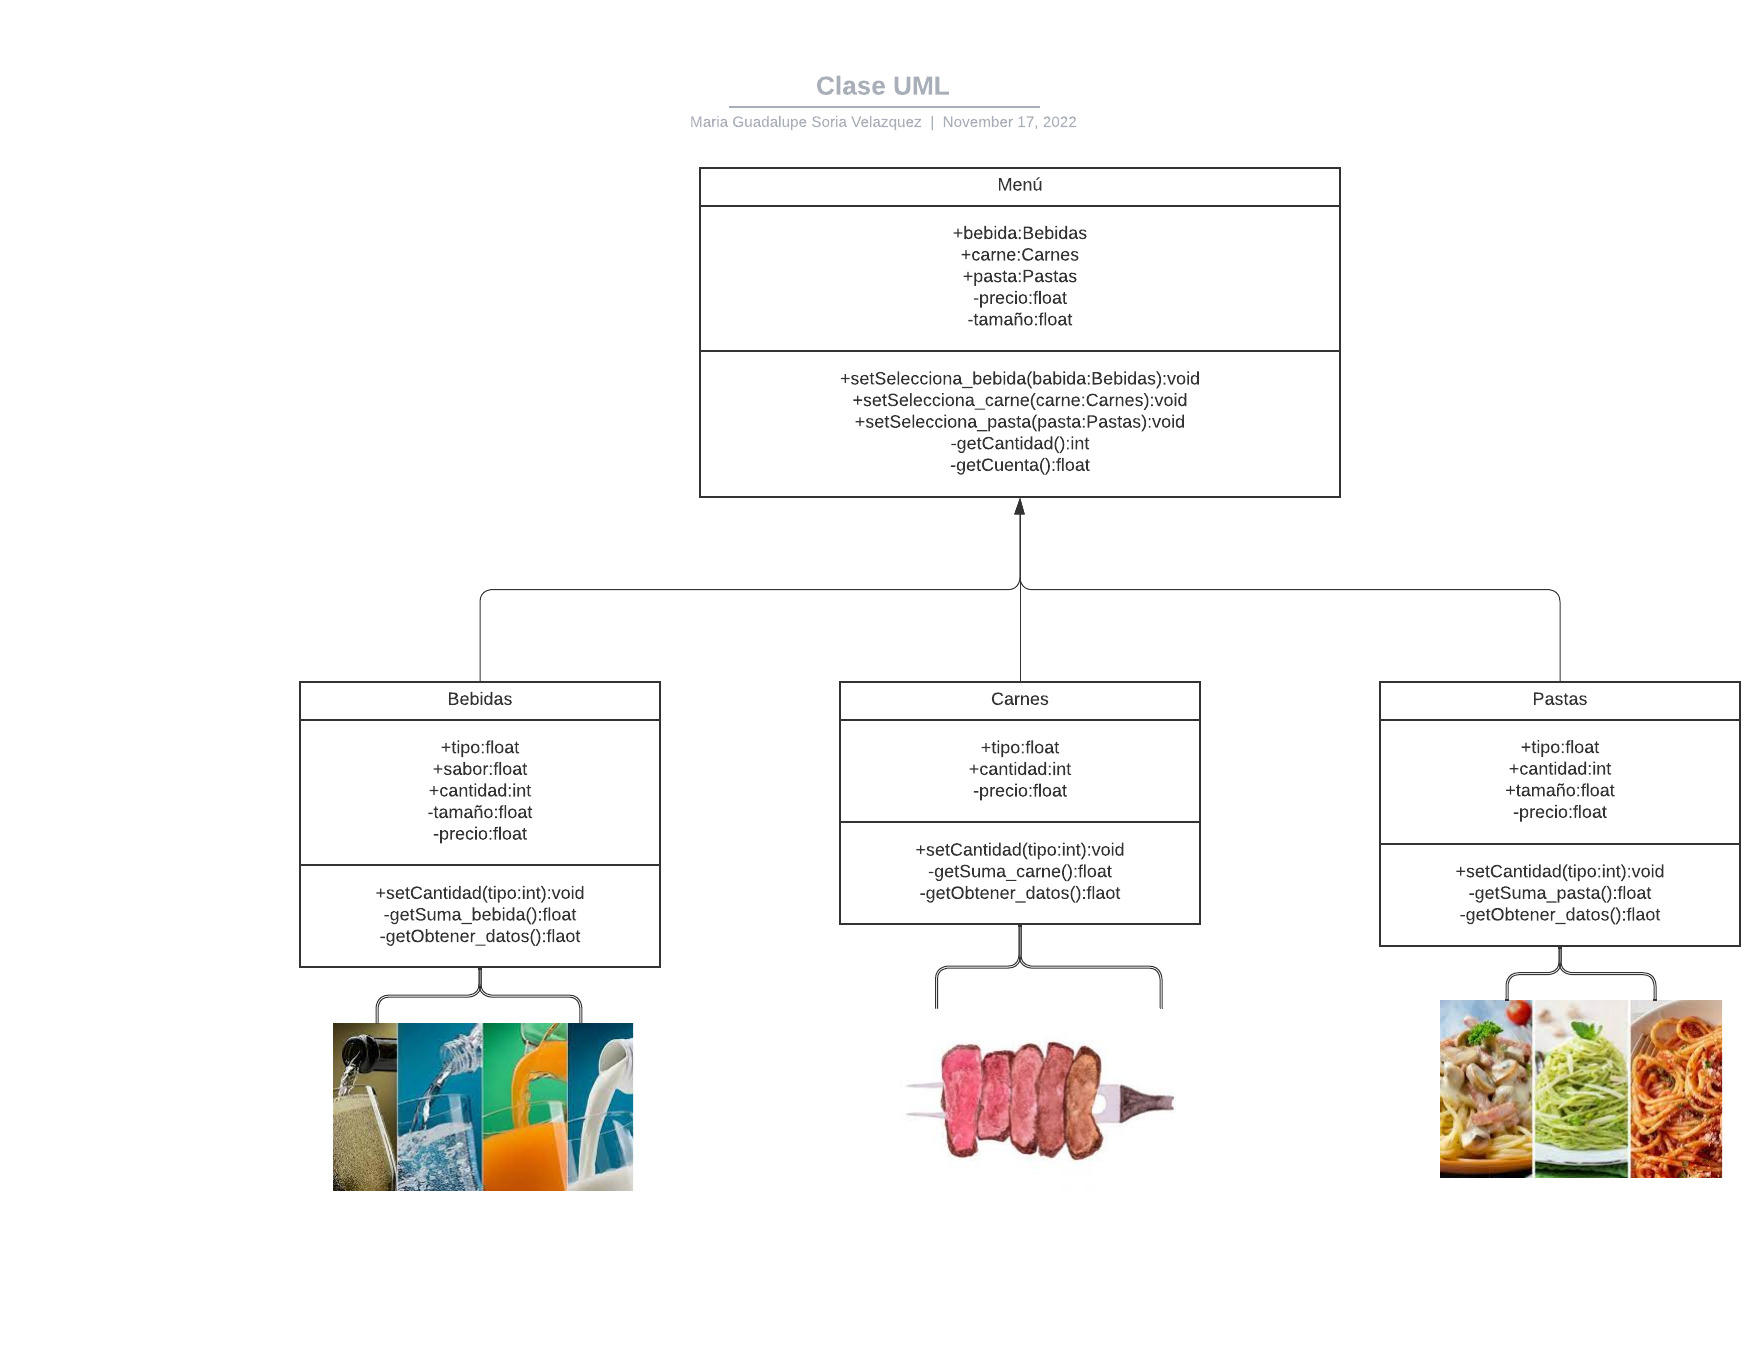 Clase UML
Maria Guadalupe Soria Velazquez | November 17, 2022
Menú
+bebida:Bebidas
+carne:Carnes
+pasta:Pastas
-precio:float
-tamaño:float
+setSelecciona_bebida(babida:Bebidas):void
+setSelecciona_carne(carne:Carnes):void
+setSelecciona_pasta(pasta:Pastas):void
-getCantidad():int
-getCuenta():float
Bebidas
+tipo:float
+sabor:float
+cantidad:int
-tamaño:float
-precio:float
+setCantidad(tipo:int):void
-getSuma_bebida():float
-getObtener_datos():flaot
Carnes
+tipo:float
+cantidad:int
-precio:float
+setCantidad(tipo:int):void
-getSuma_carne():float
-getObtener_datos():flaot
Pastas
+tipo:float
+cantidad:int
+tamaño:float
-precio:float
+setCantidad(tipo:int):void
-getSuma_pasta():float
-getObtener_datos():flaot